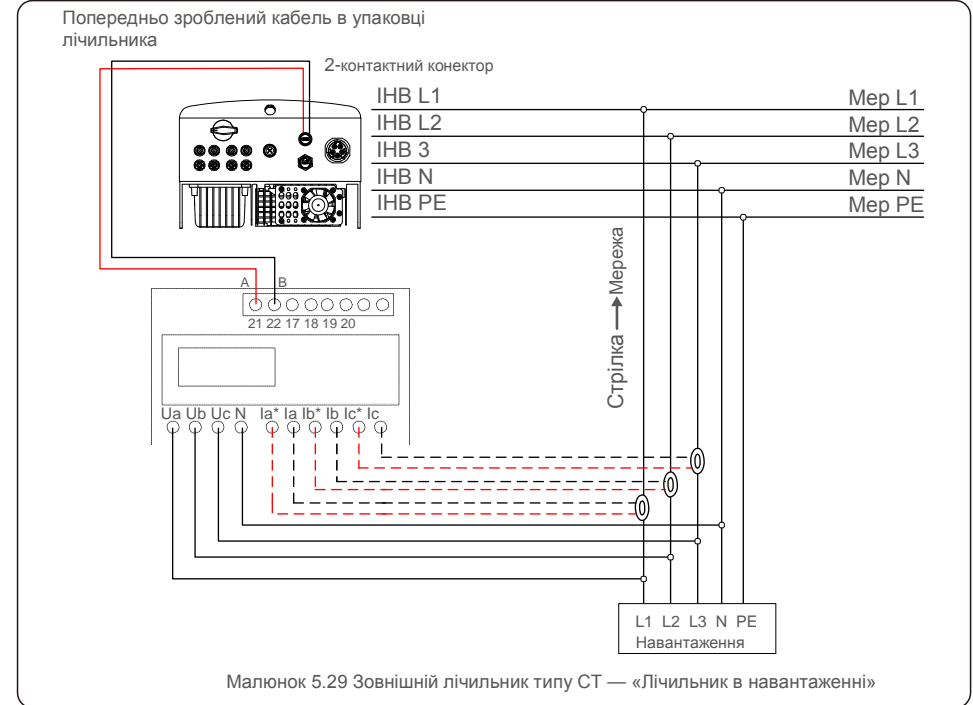 Попередньо зроблений кабель в упаковці
лічильника
2-контактний конектор
ІНВ L1
Мер L1
ІНВ L2
Мер L2
ІНВ 3
Мер L3
ІНВ N
Мер N
ІНВ PE
Мер PE
Стрілка → Мережа
A B
21 22 17 18 19 20
Ua Ub Uc N Ia* Ia Ib* Ib Ic* Ic
L1 L2 L3 N PE
Навантаження
Малюнок 5.29 Зовнішній лічильник типу СТ — «Лічильник в навантаженні»